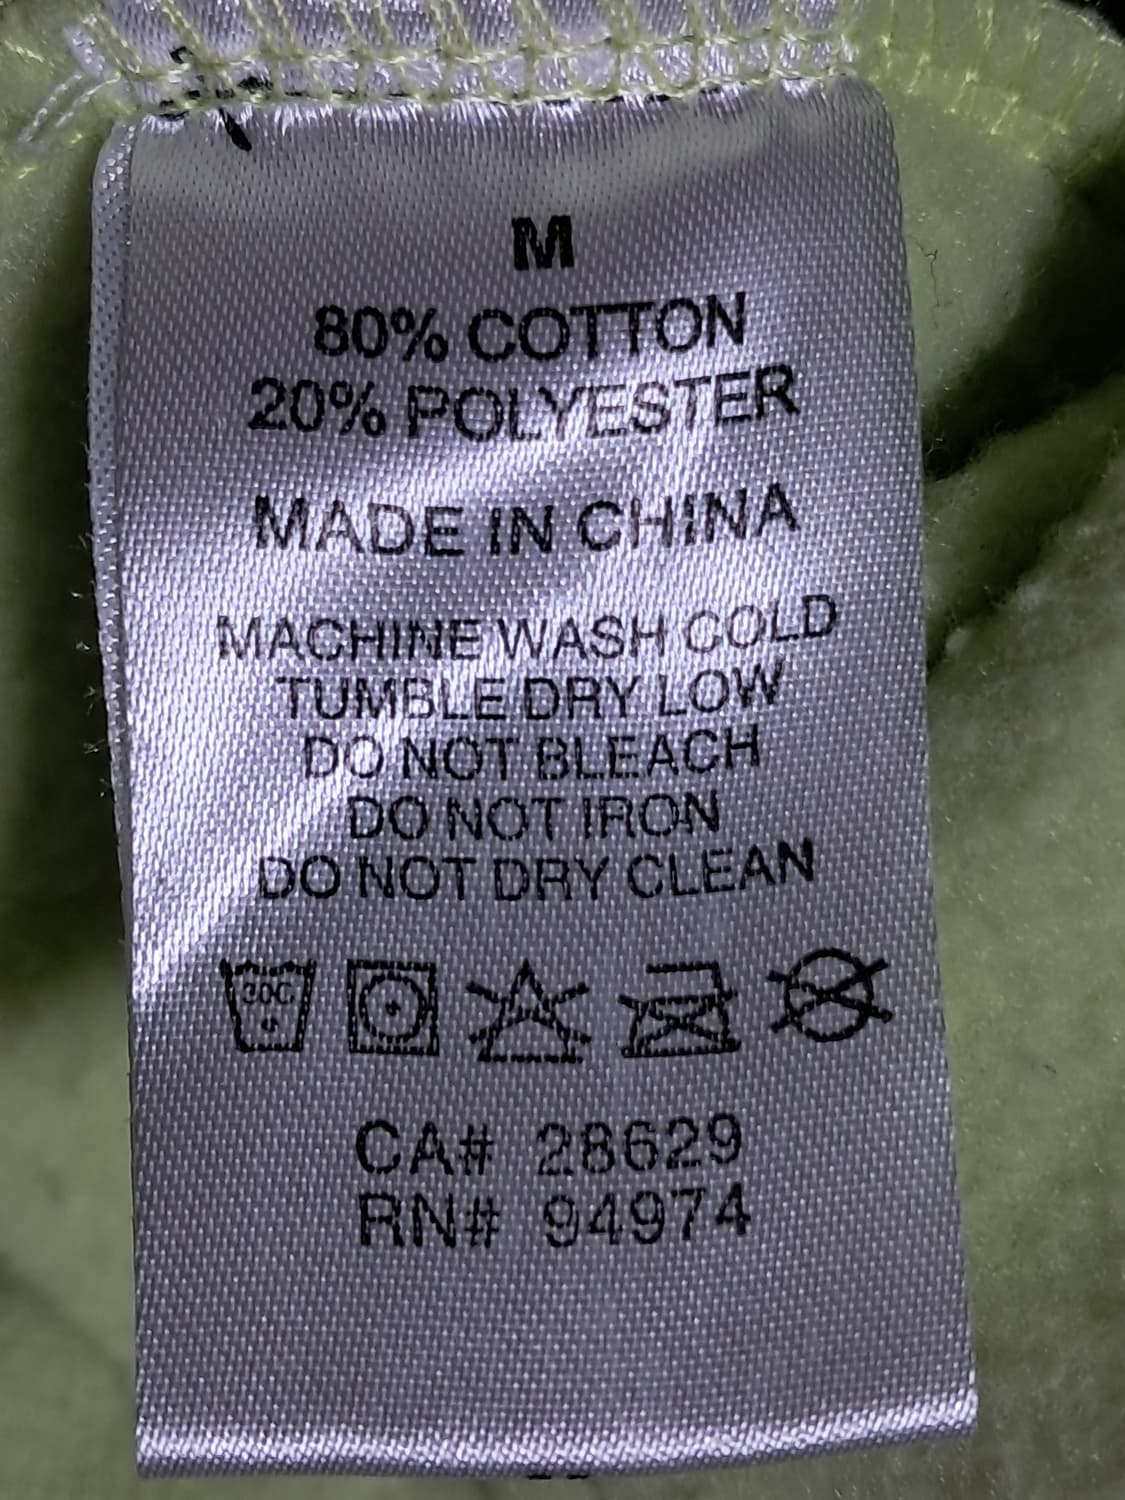 M
80% COTTON
20% POLYESTER
MADE IN CHINA
MACHINE WASH COLD
TUMBLE DRY LOW
DO NOT BLEACH
DO NOT IRON
DO NOT DRY CLEAN
30C
CA# 28629
RN# 94974